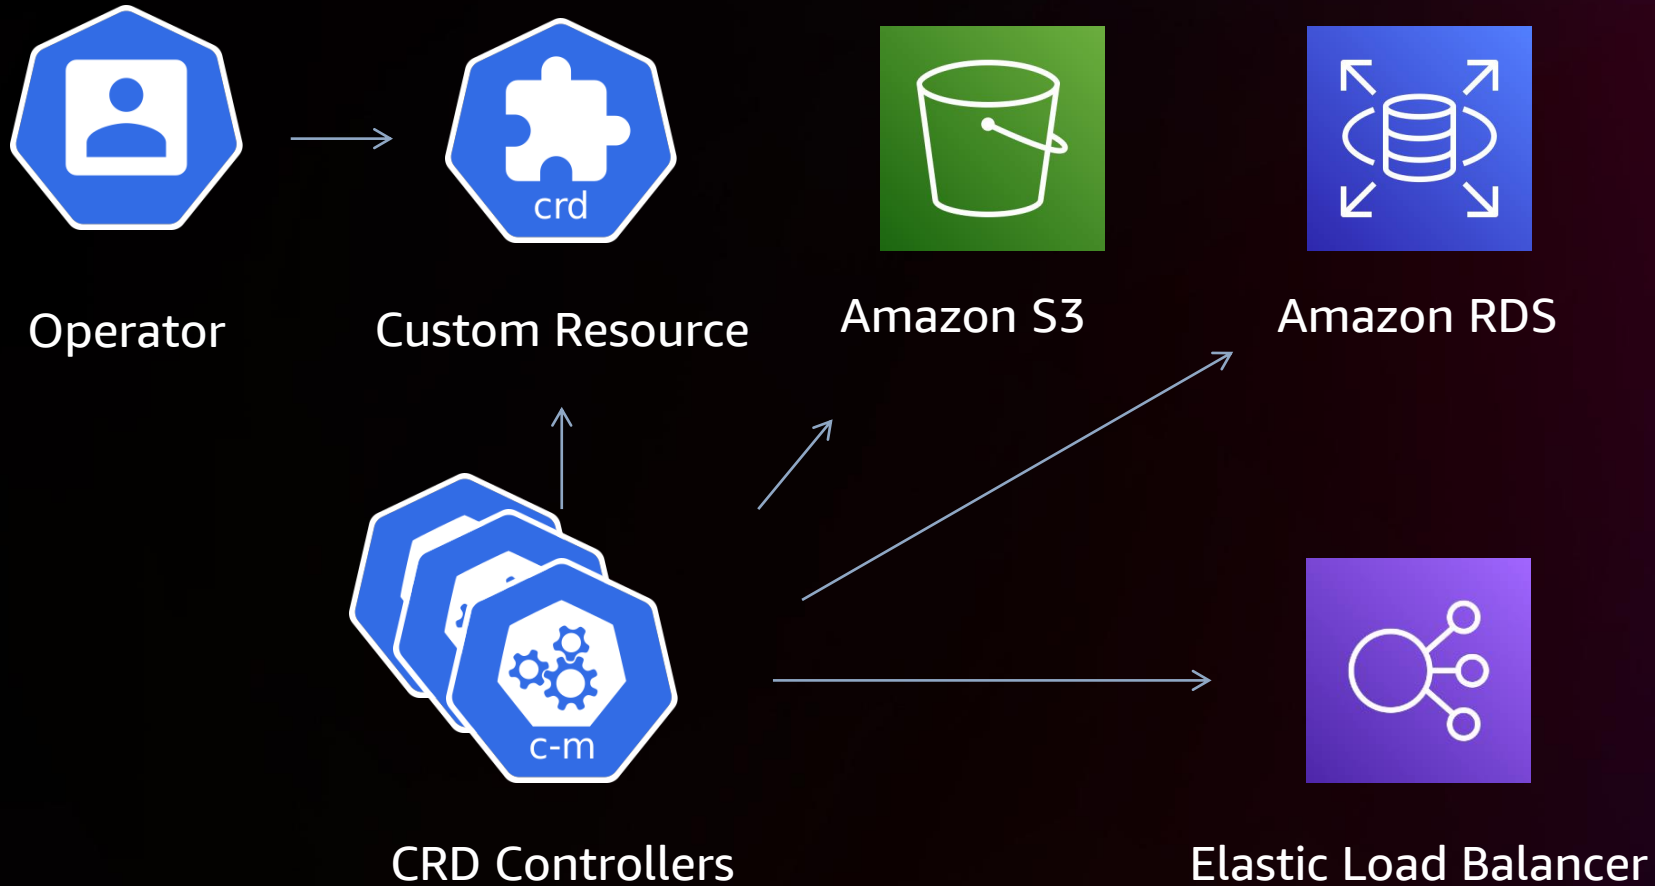 crd
Operator
Custom Resource
Amazon S3
Amazon RDS
c-m
CRD Controllers
Elastic Load Balancer